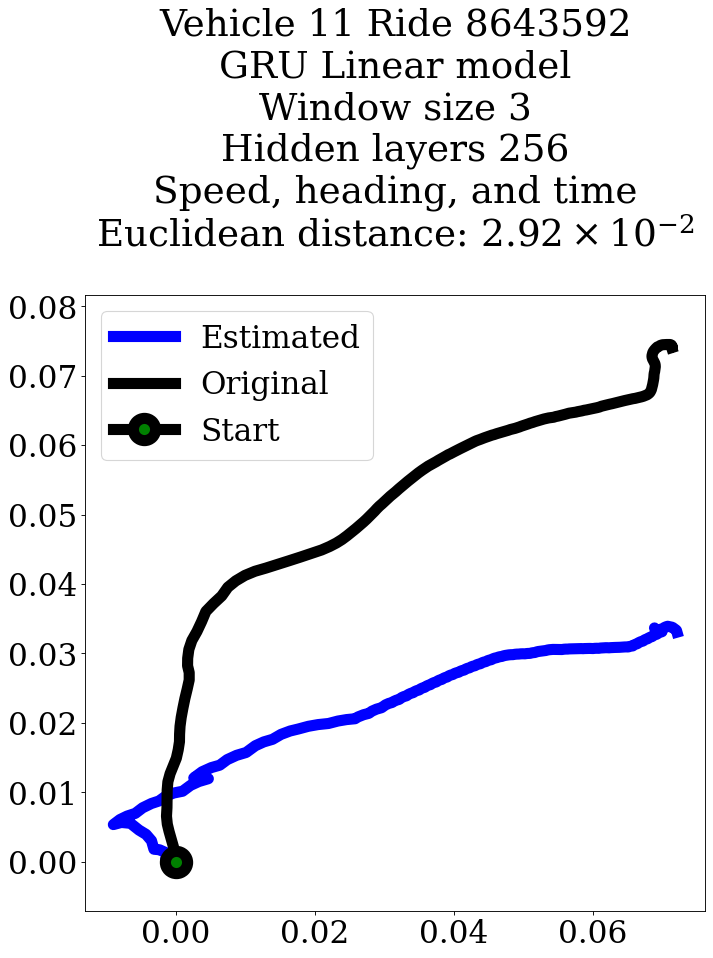 Vehicle 11 Ride 8643592
GRU Linear model
Window size 3
Hidden layers 256
Speed, heading, and time
Euclidean distance: 2.92 × 10⁻²
0.08
0.07
0.06
0.05
0.04
0.03
0.02
0.01
0.00
Estimated
Original
Start
0.00 0.02 0.04 0.06